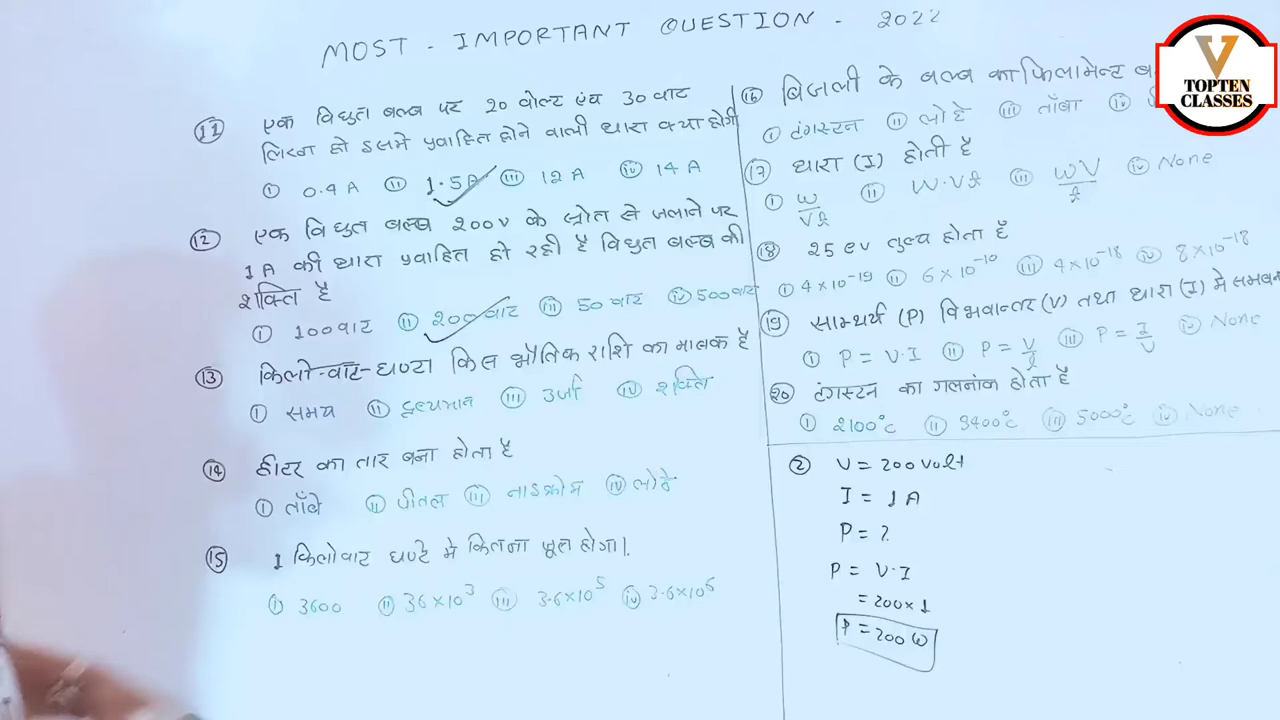 MOST - IMPORTANT QUESTION - 2022
V
TOPTEN
CLASSES
11 एक विधुत बल्ब पर 20 वोल्ट एंव 30 वाट
लिखा हो इसमे प्रवाहित होने वाली धारा क्या होगी
i 0.4 A ii 1.5A iii 12 A iv 14 A
12 एक विधुत बल्ब 200V के स्रोत से जलाने पर
1 A की धारा प्रवाहित हो रही है विधुत बल्ब की
शक्ति है
i 100 वाट ii 200 वाट iii 50 वाट iv 500 वाट
13 किलो-वाट-घण्टा किस भौतिक राशि का मात्रक है
i समय ii द्रव्यमान iii उर्जा iv शक्ति
14 हीटर का तार बना होता है
i ताँबे ii पीतल iii नाइक्रोम iv लोहे
15 1 किलोवाट घण्टे मे कितना जूल होगा।
i 3600 ii 36×10³ iii 3.6×10⁵ iv 3.6×10⁶
16 बिजली के बल्ब का फिलामेन्ट
i टंगस्टन ii लोहे iii ताँबा iv
17 धारा (I) होती है
i W/Vt ii W·Vt iii WV/t iv None
18 25 ev तुल्य होता है
i 4×10⁻¹⁹ ii 6×10⁻¹⁰ iii 4×10⁻¹⁸ iv 8×10⁻¹⁸
19 सामर्थ्य (P) विभवान्तर (V) तथा धारा (I) मे
i P = V·I ii P = V/I iii P = I/V iv None
20 टंगस्टन का गलनांक होता है
i 2100°c ii 3400°c iii 5000°c iv None
2 V = 200 Volt
I = 1 A
P = ?
P = V·I
= 200×1
P = 200 W